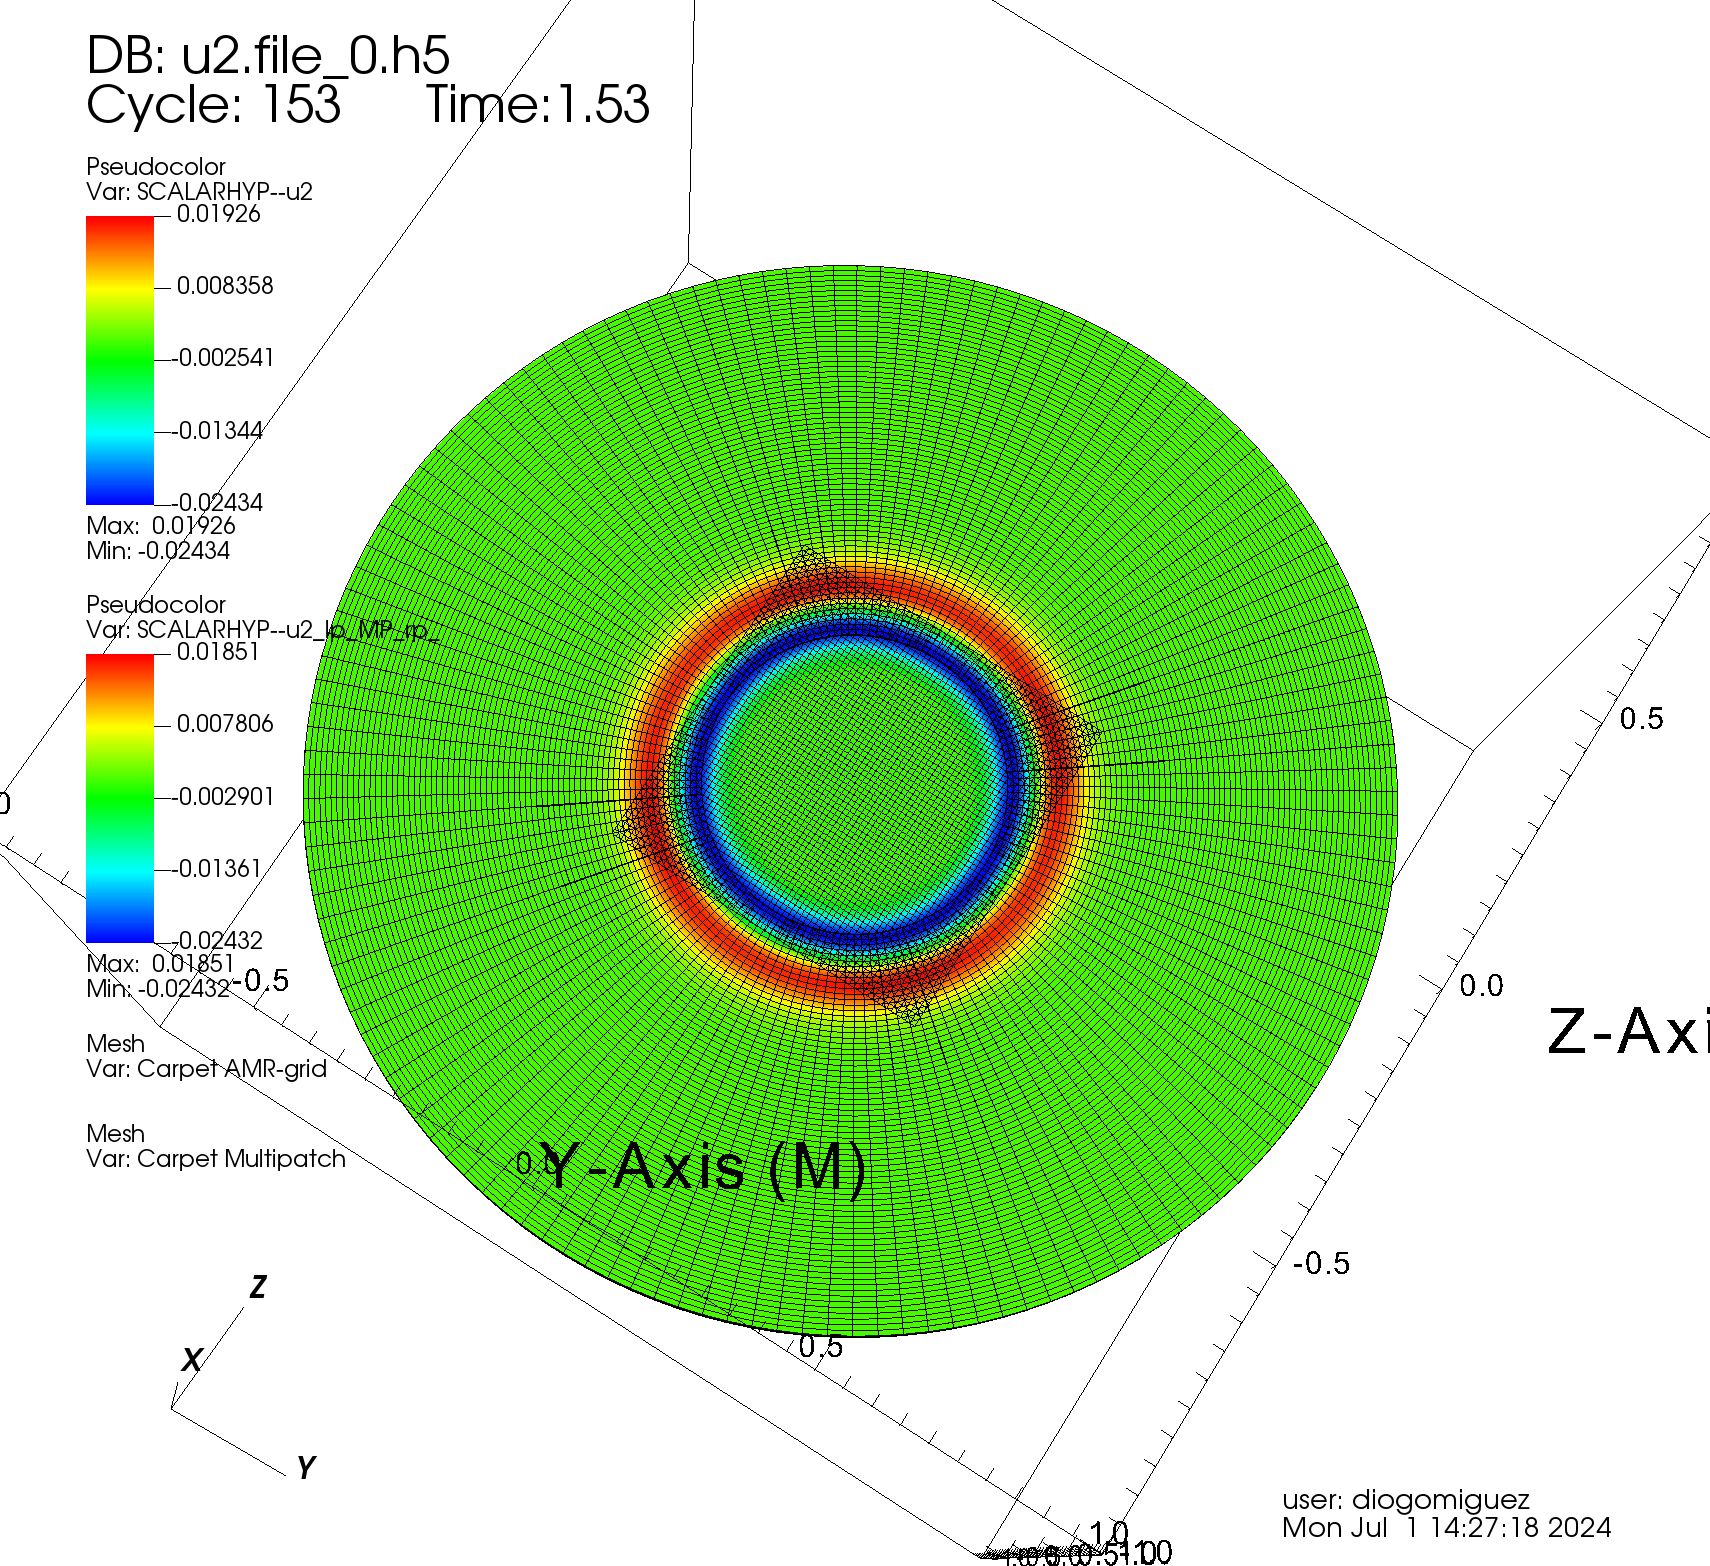 DB: u2.file_0.h5
Cycle: 153 Time:1.53
Pseudocolor
Var: SCALARHYP--u2
0.01926
0.008358
-0.002541
-0.01344
-0.02434
Max: 0.01926
Min: -0.02434
Pseudocolor
Var: SCALARHYP--u2_lp_MP_rp_
0.01851
0.007806
-0.002901
-0.01361
-0.02432
Max: 0.01851
Min: -0.02432
Mesh
Var: Carpet AMR-grid
Mesh
Var: Carpet Multipatch
-0.5
0.0
Y-Axis (M)
0.5
1.0
0.5
0.0
Z-Axi
-0.5
Z
X
Y
user: diogomiguez
Mon Jul 1 14:27:18 2024